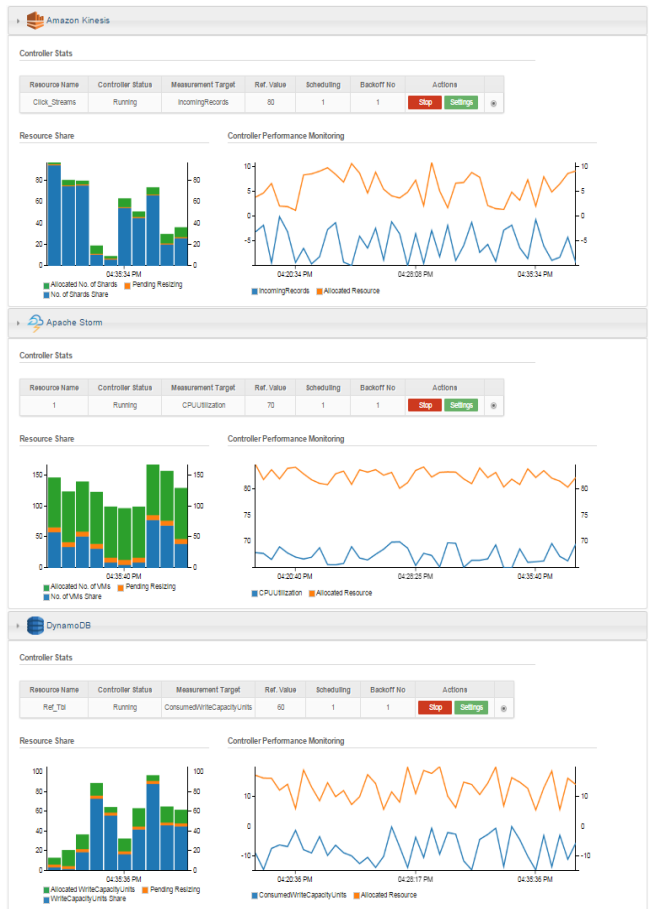 Amazon Kinesis
Controller Stats
Resource Name Controller Status Measurement Target Ref. Value Scheduling Backoff No Actions
Click_Streams Running IncomingRecords 80 1 1 Stop Settings
Resource Share Controller Performance Monitoring
80 80 10 10
60 60 5 5
40 40 0 0
20 20 -5 -5
0 0
04:35:34 PM 04:20:34 PM 04:28:08 PM 04:35:34 PM
Allocated No. of Shards Pending Resizing
No. of Shards Share IncomingRecords Allocated Resource
Apache Storm
Controller Stats
Resource Name Controller Status Measurement Target Ref. Value Scheduling Backoff No Actions
1 Running CPUUtilization 70 1 1 Stop Settings
Resource Share Controller Performance Monitoring
150 150
100 100 80 80
50 50 75 75
0 0 70 70
04:35:40 PM 04:20:40 PM 04:28:25 PM 04:35:40 PM
Allocated No. of VMs Pending Resizing
No. of VMs Share CPUUtilization Allocated Resource
DynamoDB
Controller Stats
Resource Name Controller Status Measurement Target Ref. Value Scheduling Backoff No Actions
Ref_Tbl Running ConsumedWriteCapacityUnits 60 1 1 Stop Settings
Resource Share Controller Performance Monitoring
100 100
80 80 10 10
60 60
40 40 0 0
20 20 -10 -10
0 0
04:35:35 PM 04:20:36 PM 04:28:17 PM 04:35:36 PM
Allocated WriteCapacityUnits Pending Resizing
WriteCapacityUnits Share ConsumedWriteCapacityUnits Allocated Resource